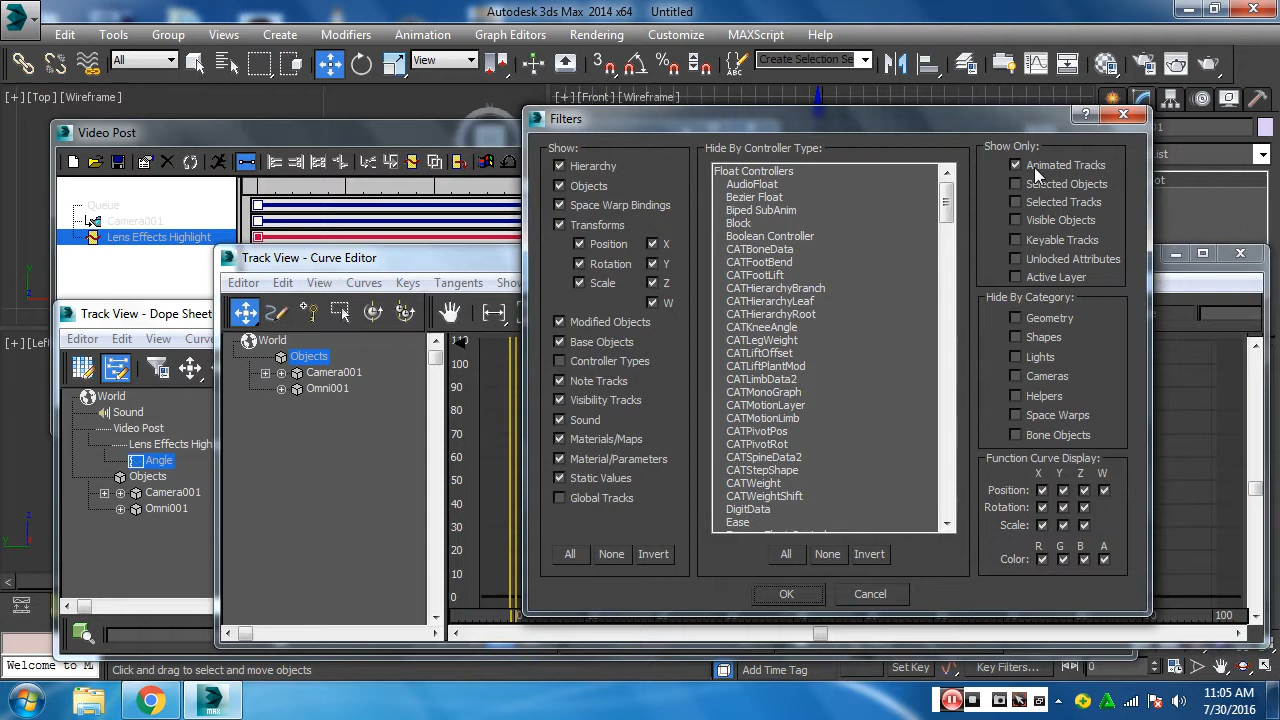 Autodesk 3ds Max 2014 x64 Untitled
Edit Tools Group Views Create Modifiers Animation Graph Editors Rendering Customize MAXScript Help
All View Create Selection Se
[+] [Top] [Wireframe] [+] [Front] [Wireframe]
Video Post
Queue
Camera001
Lens Effects Highlight
Track View - Dope Sheet
Editor Edit View
World
Sound
Video Post
Lens Effects High
Angle
Objects
Camera001
Omni001
Track View - Curve Editor
Editor Edit View Curves Keys Tangents
World
Objects
Camera001
Omni001
100
90
80
70
60
50
40
30
20
10
0
Filters
Show:
Hierarchy
Objects
Space Warp Bindings
Transforms
Position X
Rotation Y
Scale Z
W
Modified Objects
Base Objects
Controller Types
Note Tracks
Visibility Tracks
Sound
Materials/Maps
Material/Parameters
Static Values
Global Tracks
All None Invert
Hide By Controller Type:
Float Controllers
AudioFloat
Bezier Float
Biped SubAnim
Block
Boolean Controller
CATBoneData
CATFootBend
CATFootLift
CATHierarchyBranch
CATHierarchyLeaf
CATHierarchyRoot
CATKneeAngle
CATLegWeight
CATLiftOffset
CATLiftPlantMod
CATLimbData2
CATMonoGraph
CATMotionLayer
CATMotionLimb
CATPivotPos
CATPivotRot
CATSpineData2
CATStepShape
CATWeight
CATWeightShift
DigitData
Ease
All None Invert
Show Only:
Animated Tracks
Selected Objects
Selected Tracks
Visible Objects
Keyable Tracks
Unlocked Attributes
Active Layer
Hide By Category:
Geometry
Shapes
Lights
Cameras
Helpers
Space Warps
Bone Objects
Function Curve Display:
X Y Z W
Position:
Rotation:
Scale:
R G B A
Color:
OK Cancel
100
Welcome to M Click and drag to select and move objects Add Time Tag Set Key Key Filters... 0
11:05 AM
7/30/2016